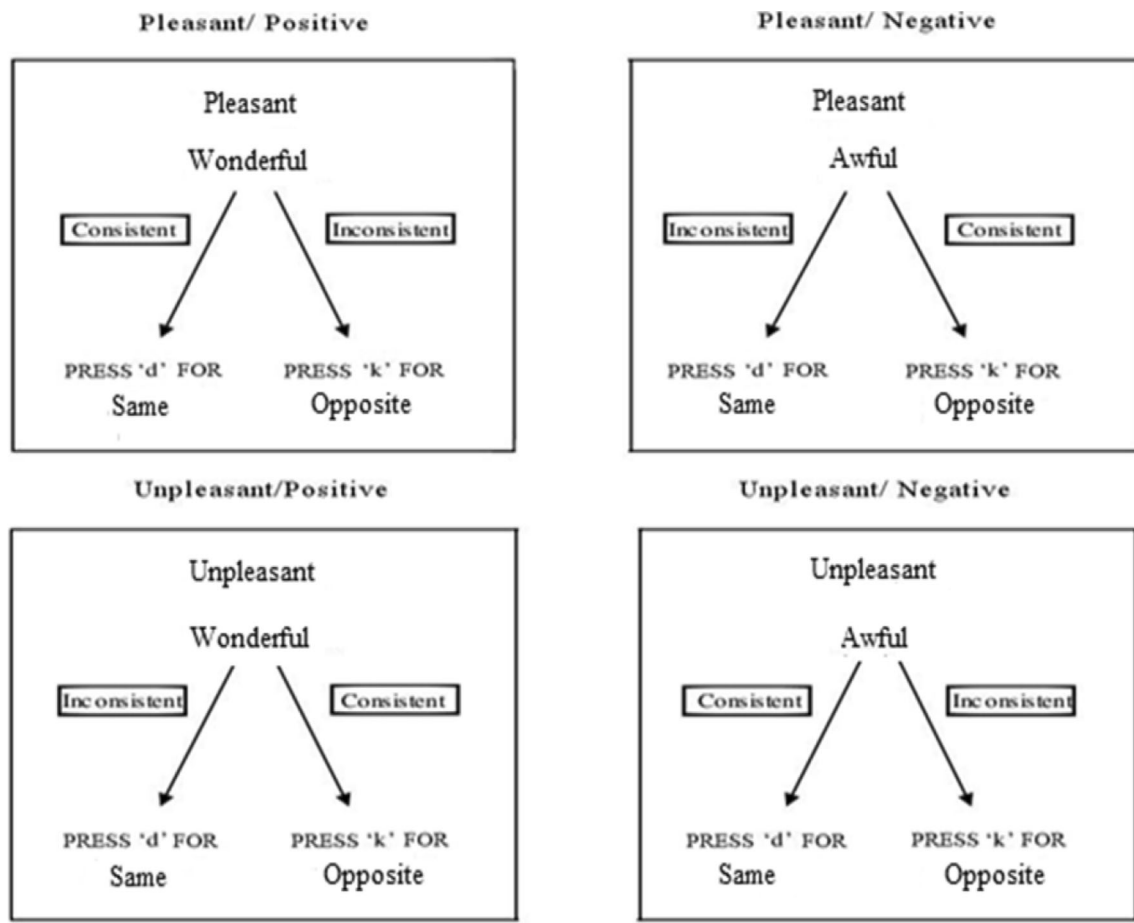 Pleasant/ Positive
Pleasant
Wonderful
Consistent
Inconsistent
PRESS ‘d’ FOR
Same
PRESS ‘k’ FOR
Opposite
Pleasant/ Negative
Pleasant
Awful
Inconsistent
Consistent
PRESS ‘d’ FOR
Same
PRESS ‘k’ FOR
Opposite
Unpleasant/Positive
Unpleasant
Wonderful
Inconsistent
Consistent
PRESS ‘d’ FOR
Same
PRESS ‘k’ FOR
Opposite
Unpleasant/ Negative
Unpleasant
Awful
Consistent
Inconsistent
PRESS ‘d’ FOR
Same
PRESS ‘k’ FOR
Opposite